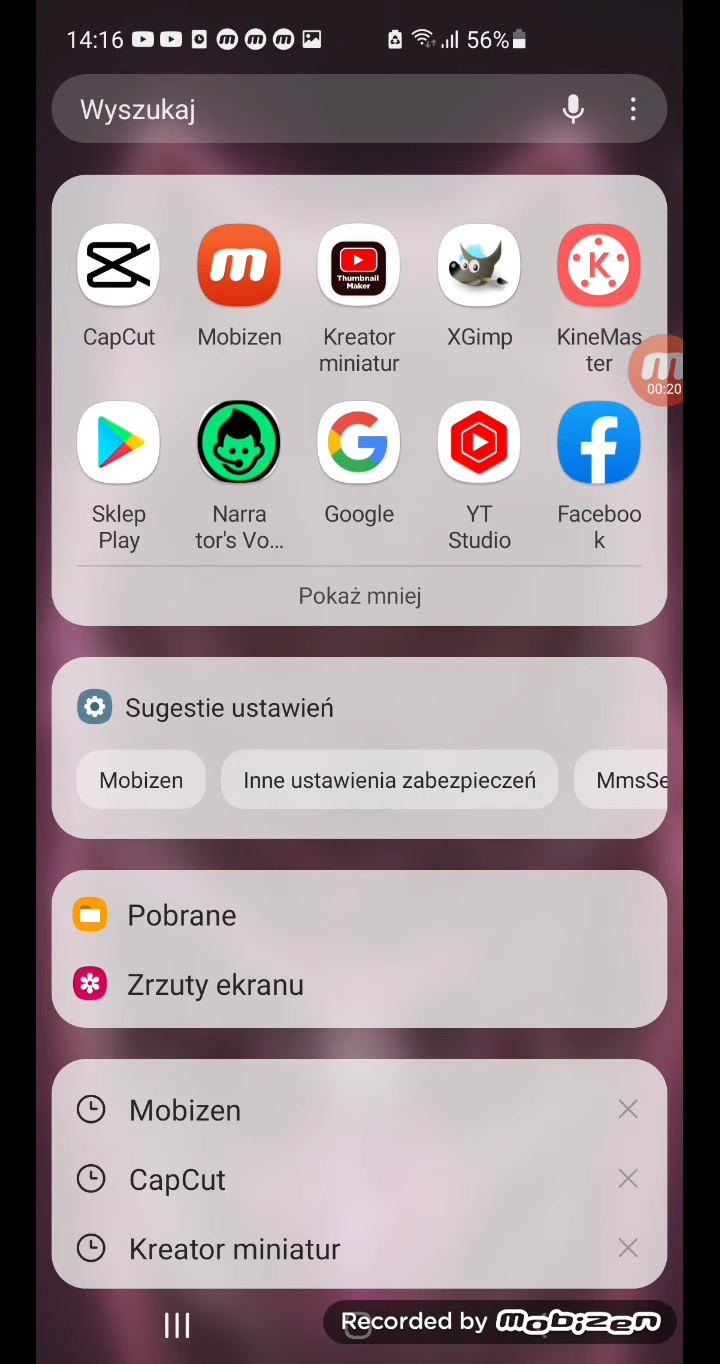 14:16
56%
Wyszukaj
Thumbnail
Maker
CapCut
Mobizen
Kreator
miniatur
XGimp
KineMas
ter
00:20
Sklep
Play
Narra
tor's Vo...
Google
YT
Studio
Faceboo
k
Pokaż mniej
Sugestie ustawień
Mobizen
Inne ustawienia zabezpieczeń
MmsSe
Pobrane
Zrzuty ekranu
Mobizen
CapCut
Kreator miniatur
Recorded by mobizen